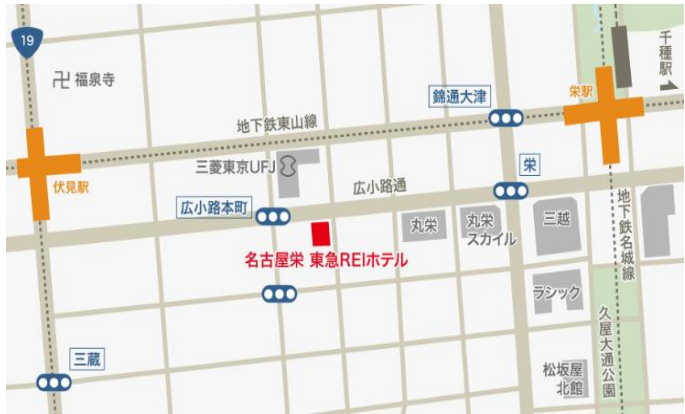 19
福泉寺
千種駅
栄駅
錦通大津
地下鉄東山線
三菱東京UFJ
栄
伏見駅
広小路通
広小路本町
丸栄
丸栄
スカイル
三越
地下鉄名城線
名古屋栄 東急REIホテル
ラシック
久屋大通公園
三蔵
松坂屋
北館